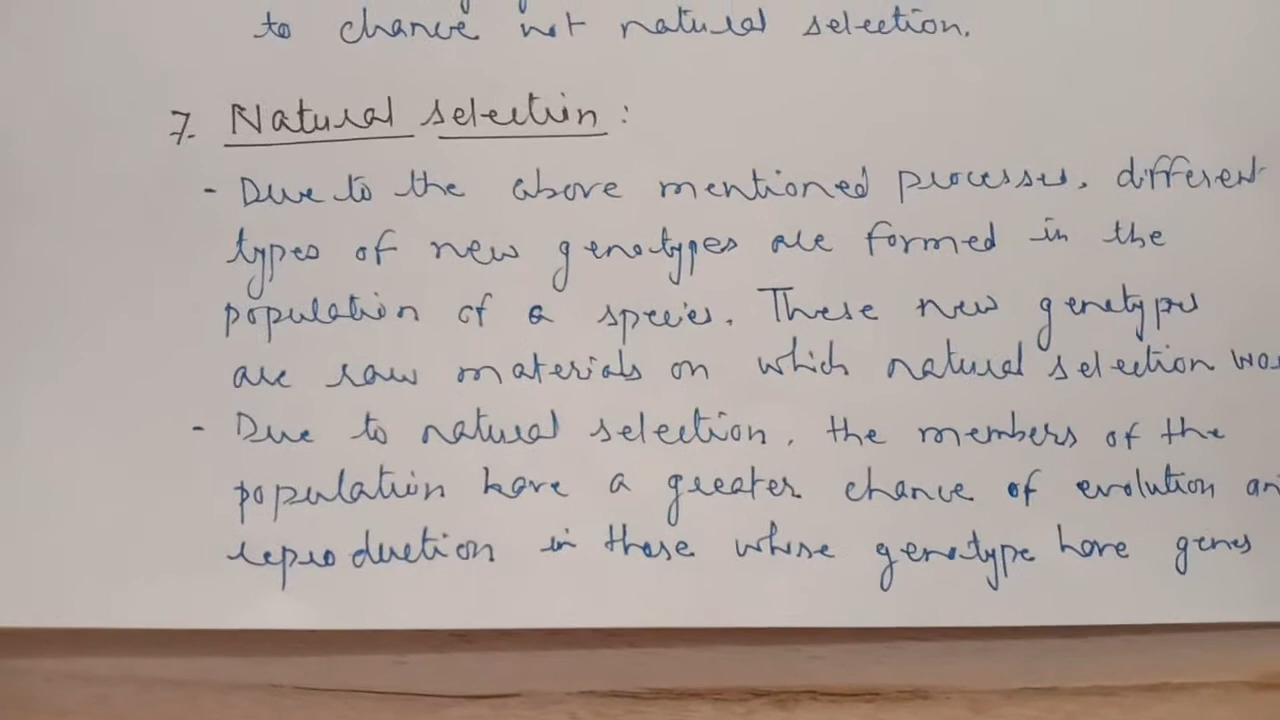 to chance not natural selection.
7. Natural selection :
- Due to the above mentioned processes, different
types of new genotypes are formed in the
population of a species. These new genotypes
are raw materials on which natural selection
- Due to natural selection, the members of the
population have a greater chance of evolution
reproduction in those whose genotype have genes